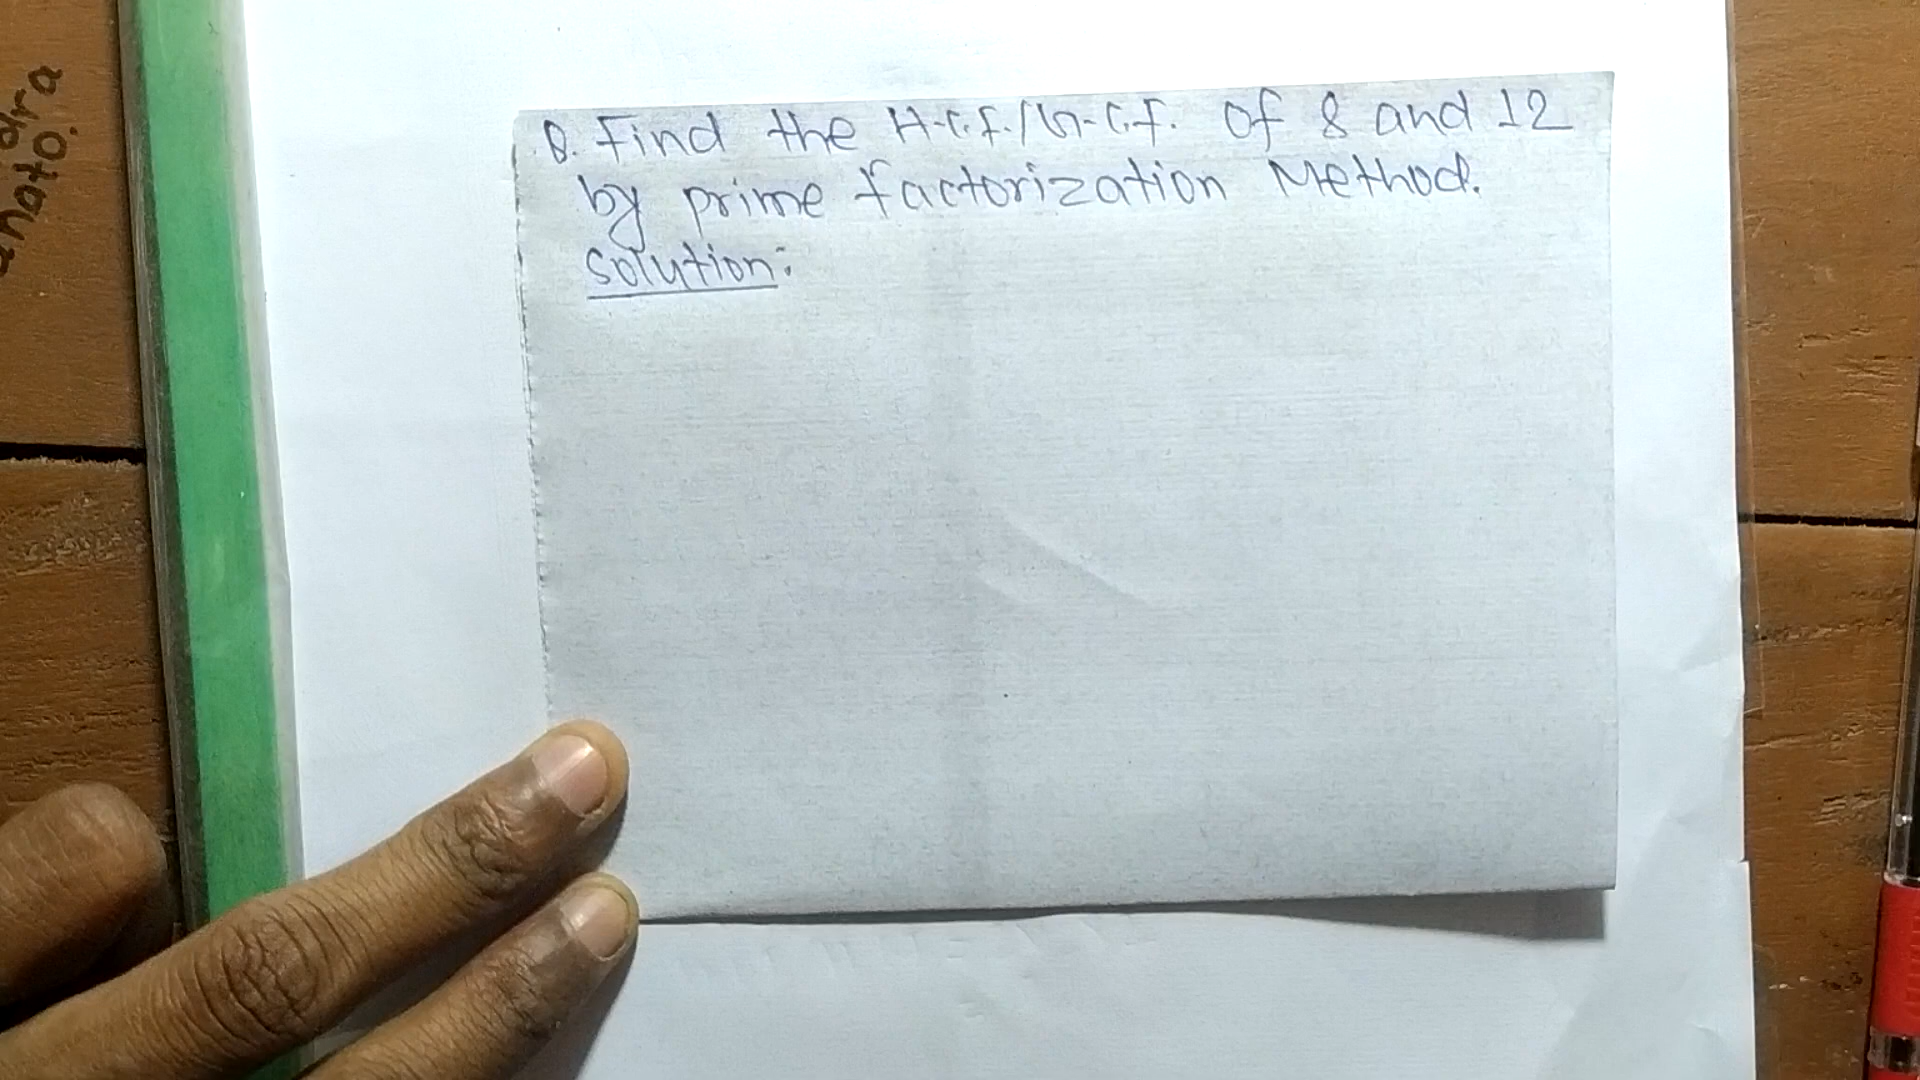 Q. Find the H.C.F./G.C.F. of 8 and 12
by prime factorization Method.
Solution: